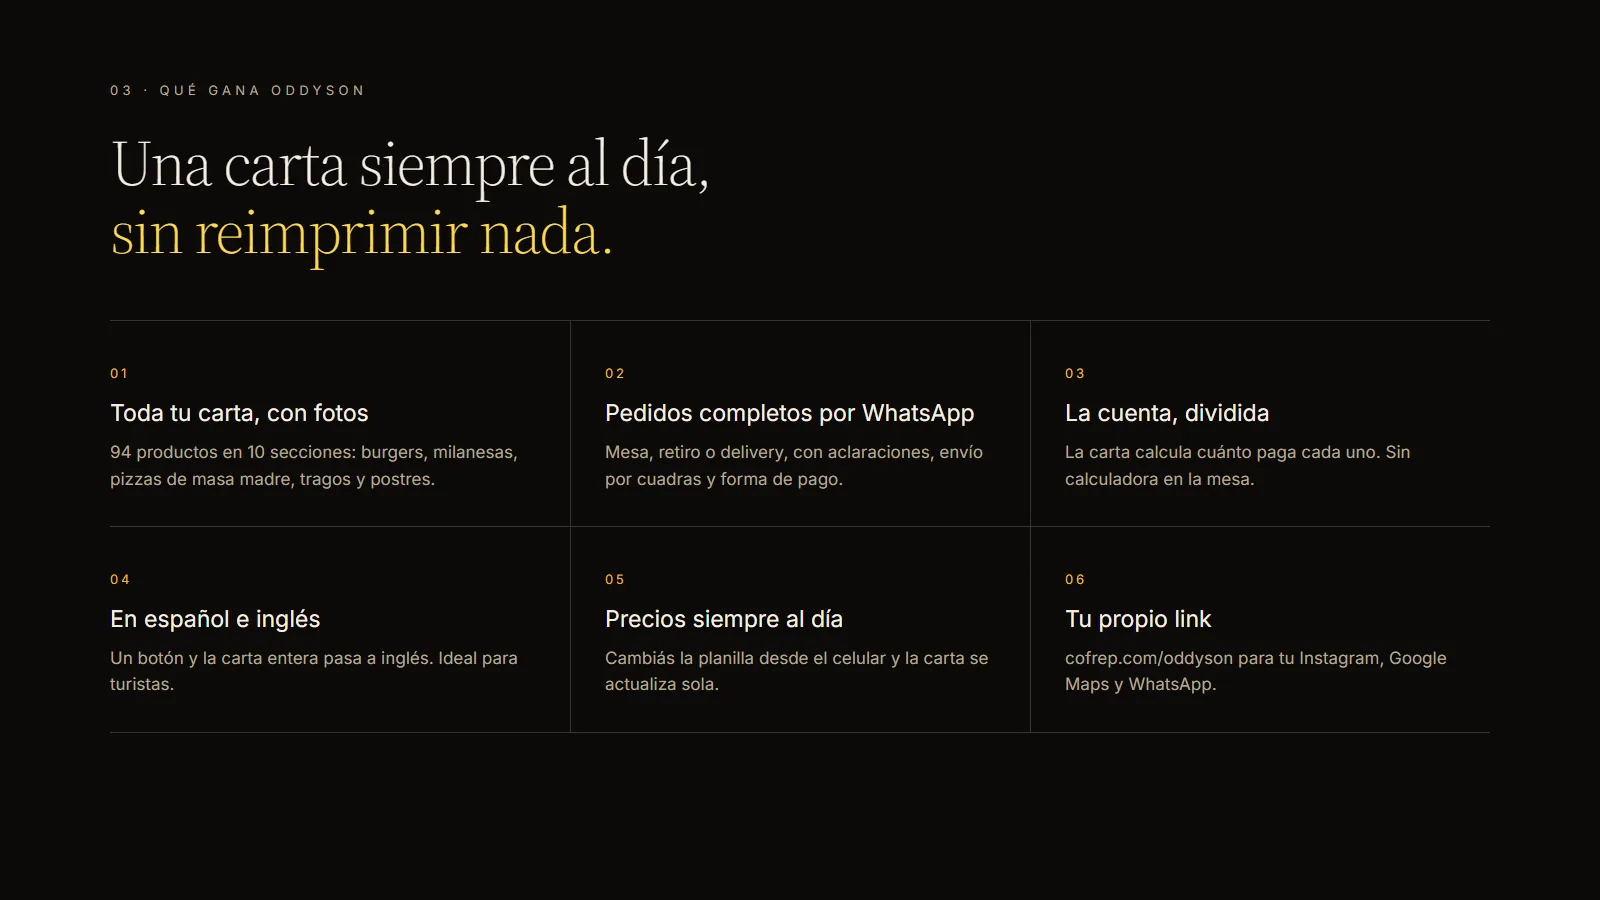 03 · QUÉ GANA ODDYSON
Una carta siempre al día,
sin reimprimir nada.
01
Toda tu carta, con fotos
94 productos en 10 secciones: burgers, milanesas,
pizzas de masa madre, tragos y postres.
02
Pedidos completos por WhatsApp
Mesa, retiro o delivery, con aclaraciones, envío
por cuadras y forma de pago.
03
La cuenta, dividida
La carta calcula cuánto paga cada uno. Sin
calculadora en la mesa.
04
En español e inglés
Un botón y la carta entera pasa a inglés. Ideal para
turistas.
05
Precios siempre al día
Cambiás la planilla desde el celular y la carta se
actualiza sola.
06
Tu propio link
cofrep.com/oddyson para tu Instagram, Google
Maps y WhatsApp.